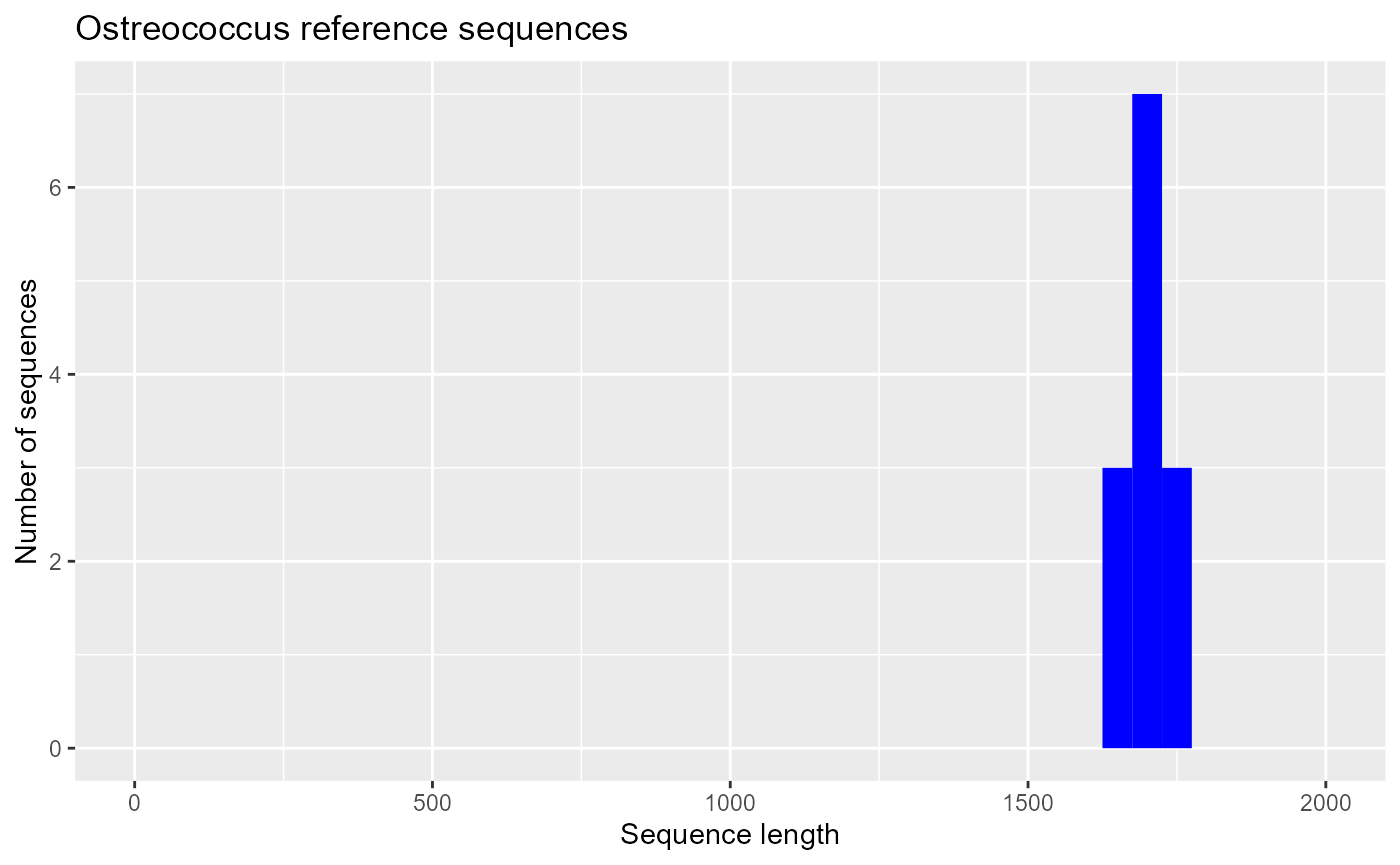 Ostreococcus reference sequences
Number of sequences
6
4
2
0
0 500 1000 1500 2000
Sequence length